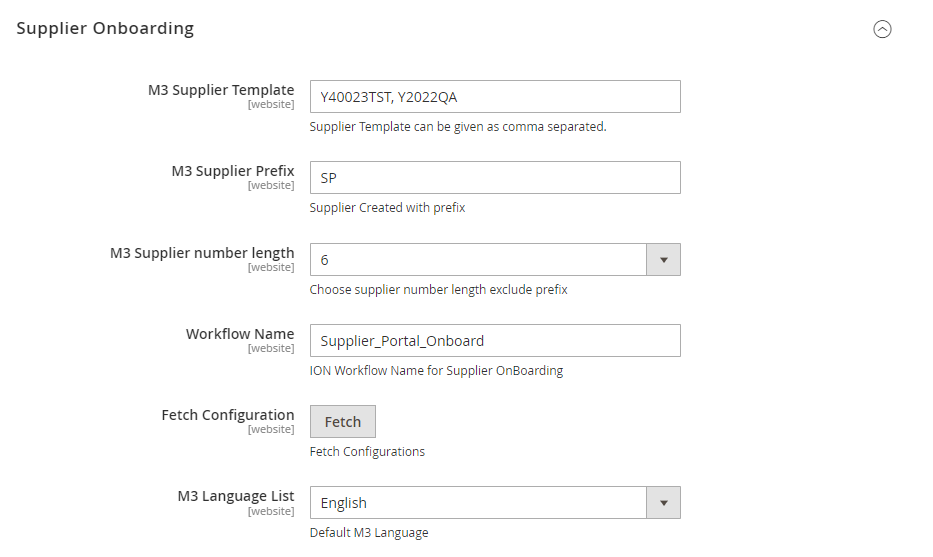 Supplier Onboarding
M3 Supplier Template
[website]
Y40023TST, Y2022QA
Supplier Template can be given as comma separated.
M3 Supplier Prefix
[website]
SP
Supplier Created with prefix
M3 Supplier number length
[website]
6
Choose supplier number length exclude prefix
Workflow Name
[website]
Supplier_Portal_Onboard
ION Workflow Name for Supplier OnBoarding
Fetch Configuration
[website]
Fetch
Fetch Configurations
M3 Language List
[website]
English
Default M3 Language